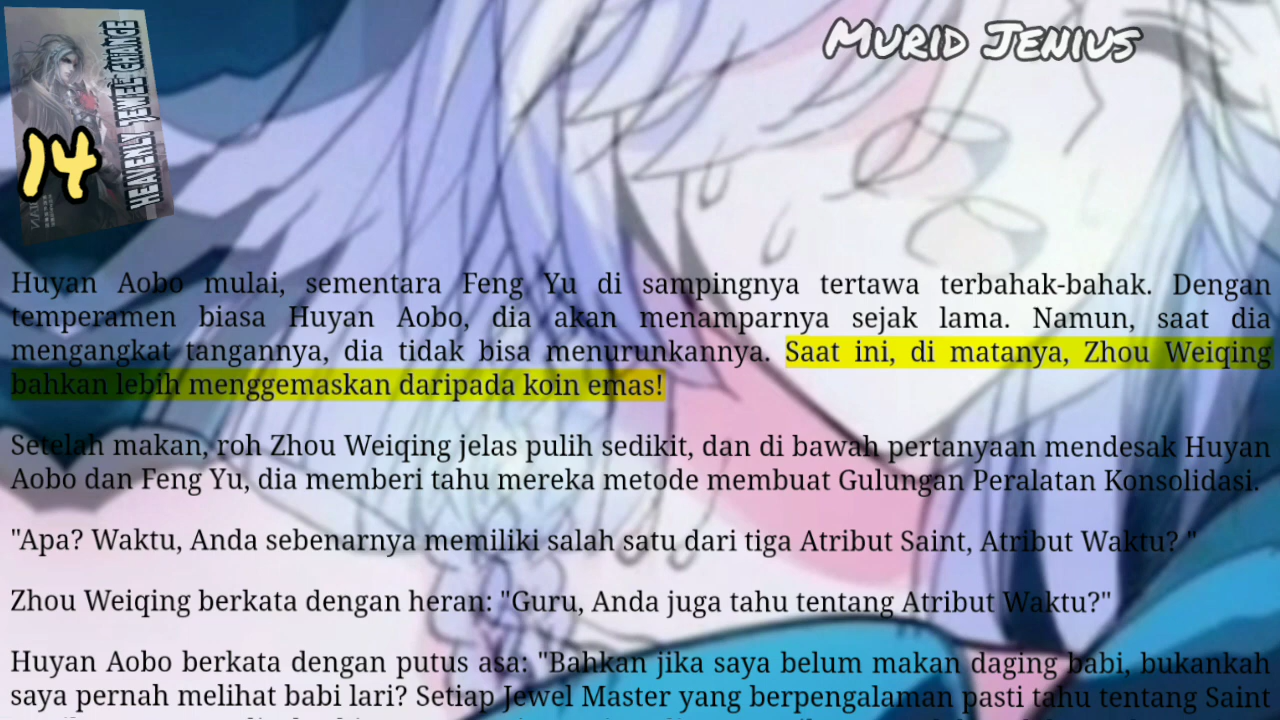 Murid Jenius
HEAVENLY JEWEL CHANGE
14
Huyan Aobo mulai, sementara Feng Yu di sampingnya tertawa terbahak-bahak. Dengan
temperamen biasa Huyan Aobo, dia akan menamparnya sejak lama. Namun, saat dia
mengangkat tangannya, dia tidak bisa menurunkannya. Saat ini, di matanya, Zhou Weiqing
bahkan lebih menggemaskan daripada koin emas!
Setelah makan, roh Zhou Weiqing jelas pulih sedikit, dan di bawah pertanyaan mendesak Huyan
Aobo dan Feng Yu, dia memberi tahu mereka metode membuat Gulungan Peralatan Konsolidasi.
"Apa? Waktu, Anda sebenarnya memiliki salah satu dari tiga Atribut Saint, Atribut Waktu? "
Zhou Weiqing berkata dengan heran: "Guru, Anda juga tahu tentang Atribut Waktu?"
Huyan Aobo berkata dengan putus asa: "Bahkan jika saya belum makan daging babi, bukankah
saya pernah melihat babi lari? Setiap Jewel Master yang berpengalaman pasti tahu tentang Saint